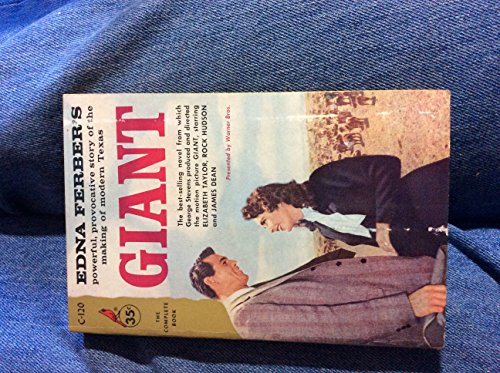 EDNA FERBER'S
powerful, provocative story of the
making of modern Texas
GIANT
The best-selling novel from which
George Stevens produced and directed
the motion picture GIANT, starring
ELIZABETH TAYLOR, ROCK HUDSON
and JAMES DEAN
Presented by Warner Bros.
C-120
35¢
THE
COMPLETE
BOOK